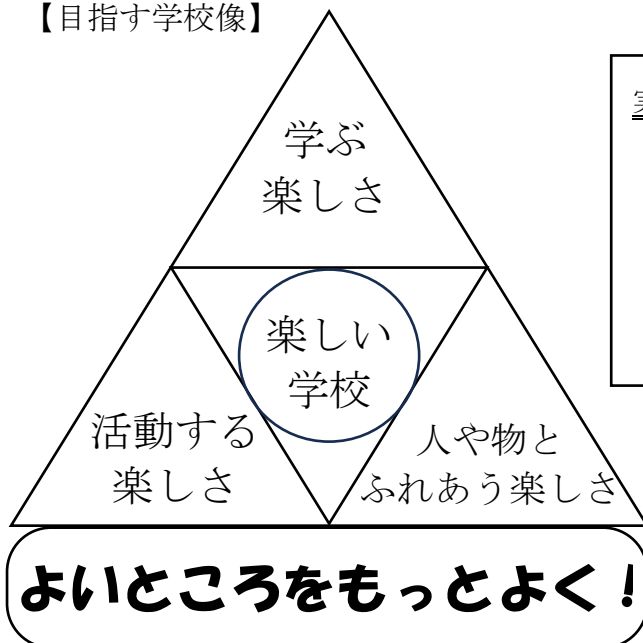 【目指す学校像】
学ぶ
楽しさ
楽しい
学校
活動する
楽しさ
人や物と
ふれあう楽しさ
よいところをもっとよく！